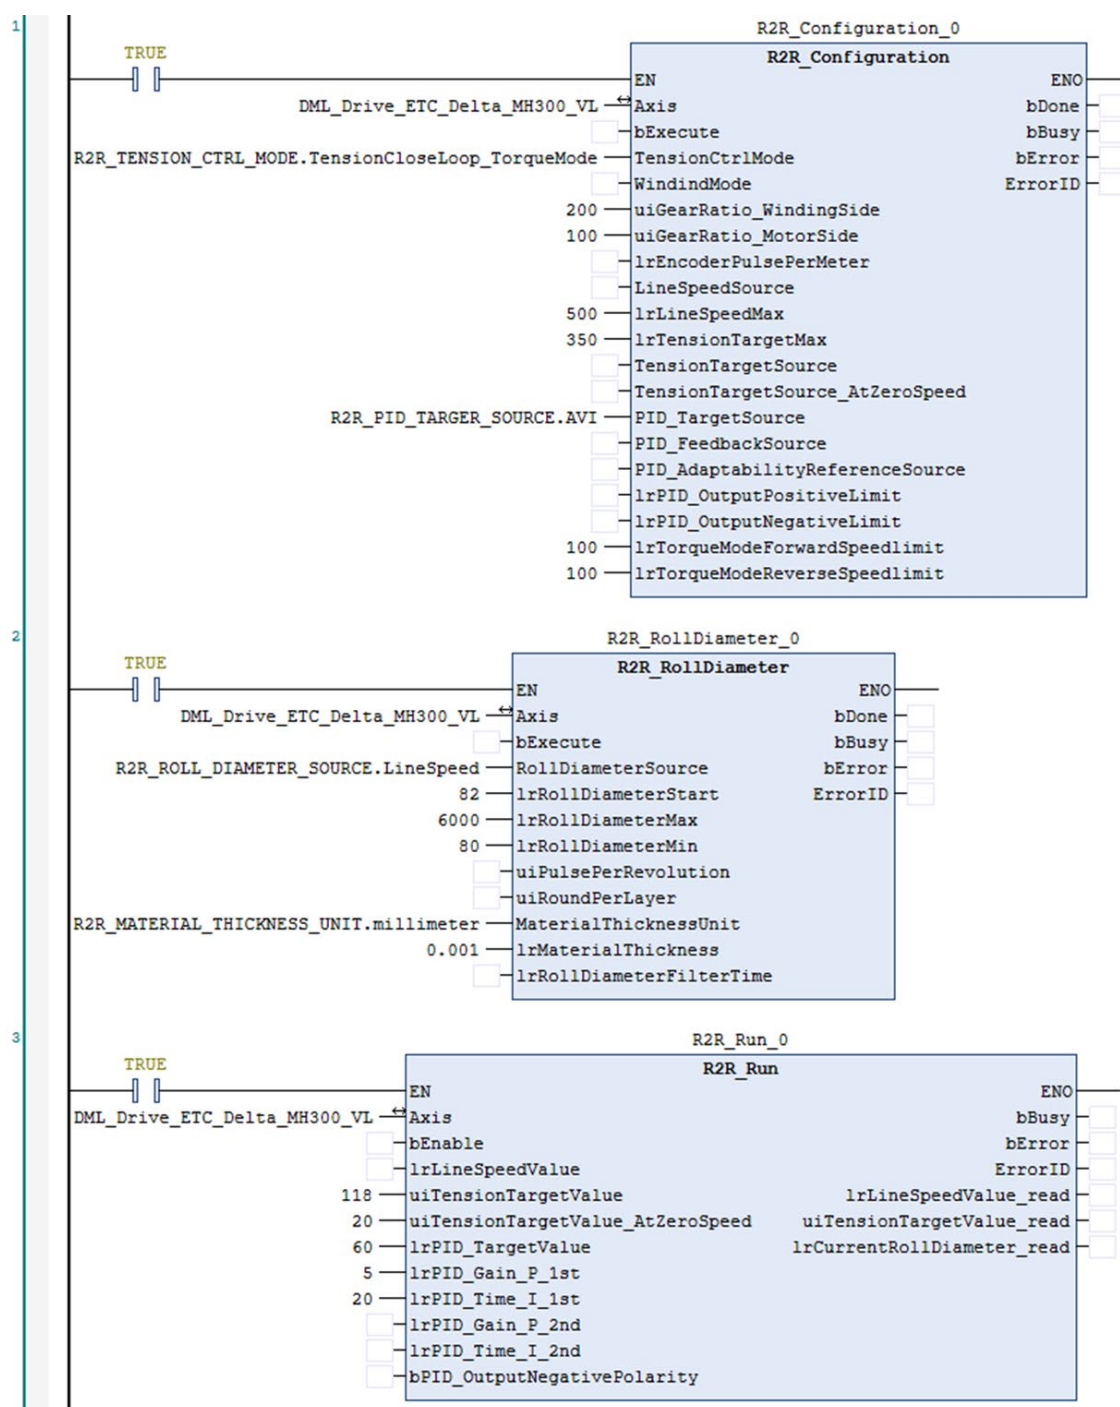 1
R2R_Configuration_0
TRUE
R2R_Configuration
EN ENO
DML_Drive_ETC_Delta_MH300_VL Axis bDone
bExecute bBusy
R2R_TENSION_CTRL_MODE.TensionCloseLoop_TorqueMode TensionCtrlMode bError
WindindMode ErrorID
200 uiGearRatio_WindingSide
100 uiGearRatio_MotorSide
lrEncoderPulsePerMeter
LineSpeedSource
500 lrLineSpeedMax
350 lrTensionTargetMax
TensionTargetSource
TensionTargetSource_AtZeroSpeed
R2R_PID_TARGER_SOURCE.AVI PID_TargetSource
PID_FeedbackSource
PID_AdaptabilityReferenceSource
lrPID_OutputPositiveLimit
lrPID_OutputNegativeLimit
100 lrTorqueModeForwardSpeedlimit
100 lrTorqueModeReverseSpeedlimit
2
R2R_RollDiameter_0
TRUE
R2R_RollDiameter
EN ENO
DML_Drive_ETC_Delta_MH300_VL Axis bDone
bExecute bBusy
R2R_ROLL_DIAMETER_SOURCE.LineSpeed RollDiameterSource bError
82 lrRollDiameterStart ErrorID
6000 lrRollDiameterMax
80 lrRollDiameterMin
uiPulsePerRevolution
uiRoundPerLayer
R2R_MATERIAL_THICKNESS_UNIT.millimeter MaterialThicknessUnit
0.001 lrMaterialThickness
lrRollDiameterFilterTime
3
R2R_Run_0
TRUE
R2R_Run
EN ENO
DML_Drive_ETC_Delta_MH300_VL Axis bBusy
bEnable bError
lrLineSpeedValue ErrorID
118 uiTensionTargetValue lrLineSpeedValue_read
20 uiTensionTargetValue_AtZeroSpeed uiTensionTargetValue_read
60 lrPID_TargetValue lrCurrentRollDiameter_read
5 lrPID_Gain_P_1st
20 lrPID_Time_I_1st
lrPID_Gain_P_2nd
lrPID_Time_I_2nd
bPID_OutputNegativePolarity